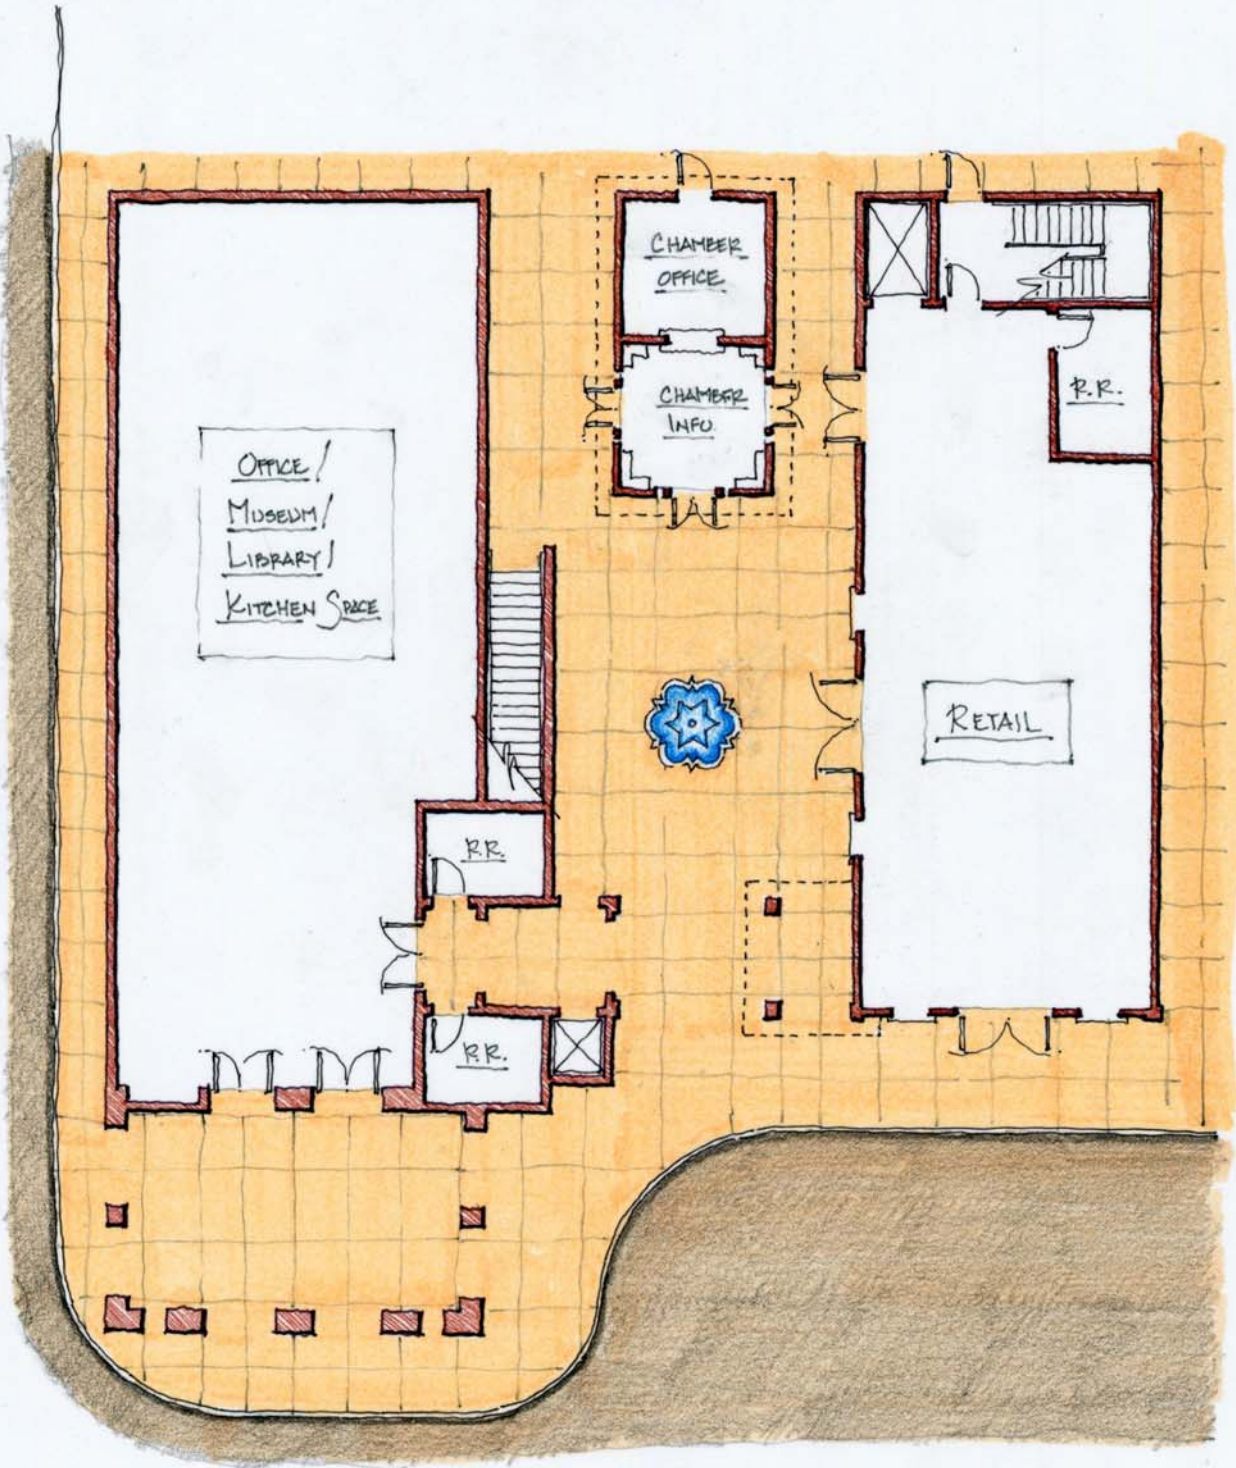 CHAMBER
OFFICE
CHAMBER
INFO.
R.R.
OFFICE /
MUSEUM /
LIBRARY /
KITCHEN SPACE
RETAIL
R.R.
R.R.